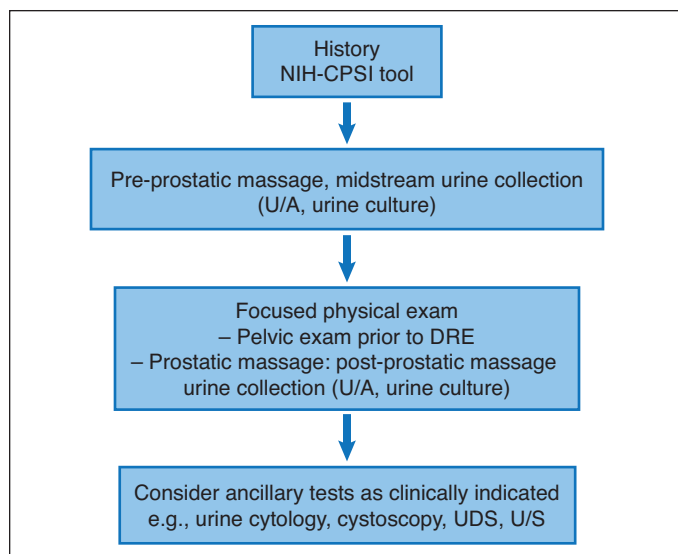 History
NIH-CPSI tool
Pre-prostatic massage, midstream urine collection
(U/A, urine culture)
Focused physical exam
– Pelvic exam prior to DRE
– Prostatic massage: post-prostatic massage
urine collection (U/A, urine culture)
Consider ancillary tests as clinically indicated
e.g., urine cytology, cystoscopy, UDS, U/S